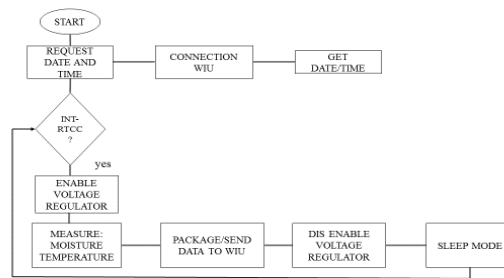 START
REQUEST
DATE AND
TIME
CONNECTION
WIU
GET
DATE/TIME
INT-
RTCC
?
yes
ENABLE
VOLTAGE
REGULATOR
MEASURE:
MOISTURE
TEMPERATURE
PACKAGE/SEND
DATA TO WIU
DIS ENABLE
VOLTAGE
REGULATOR
SLEEP MODE